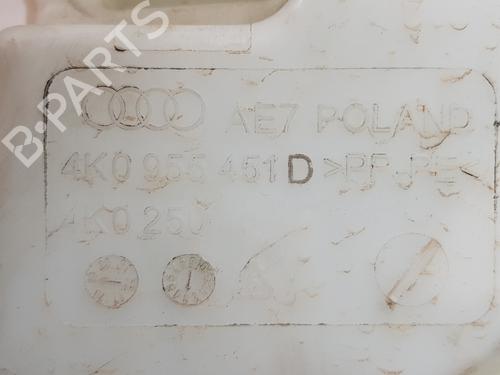 B-PARTS
AE7 POLAND
4K0 955 451 D >PP,PE<
4K0 250